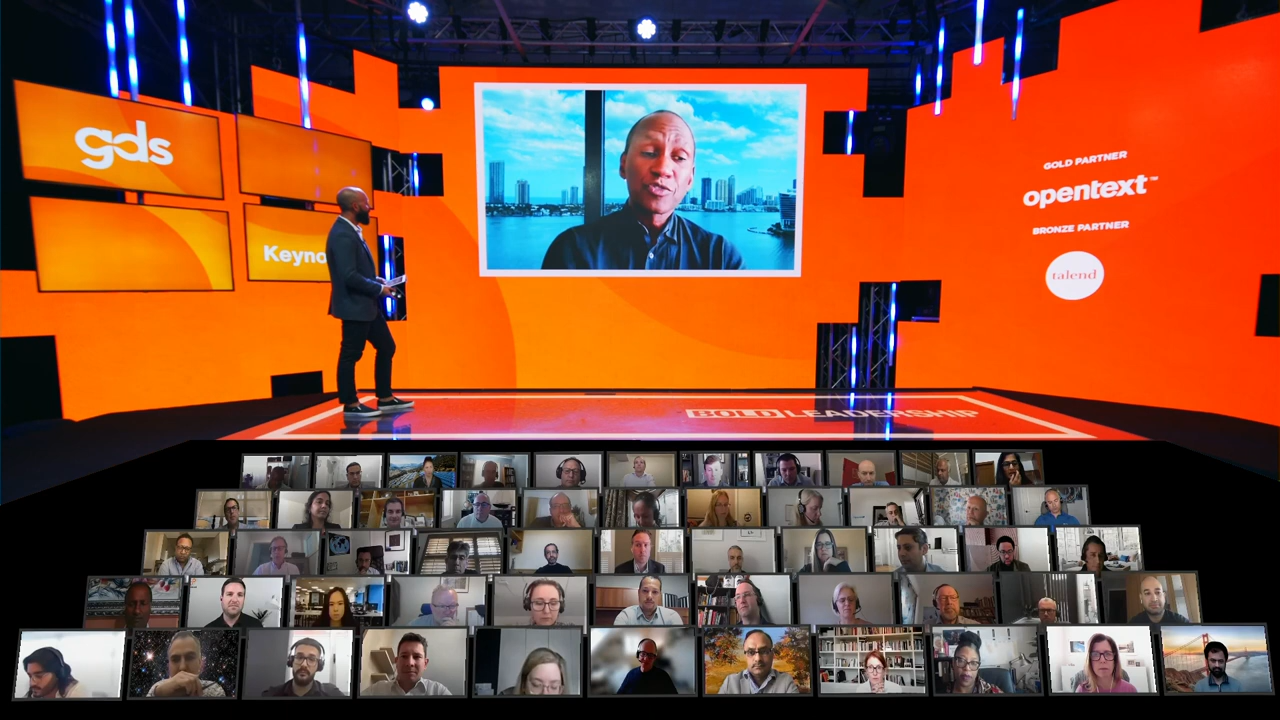 gds
Keyno
GOLD PARTNER
opentext™
BRONZE PARTNER
talend
BOLD LEADERSHIP